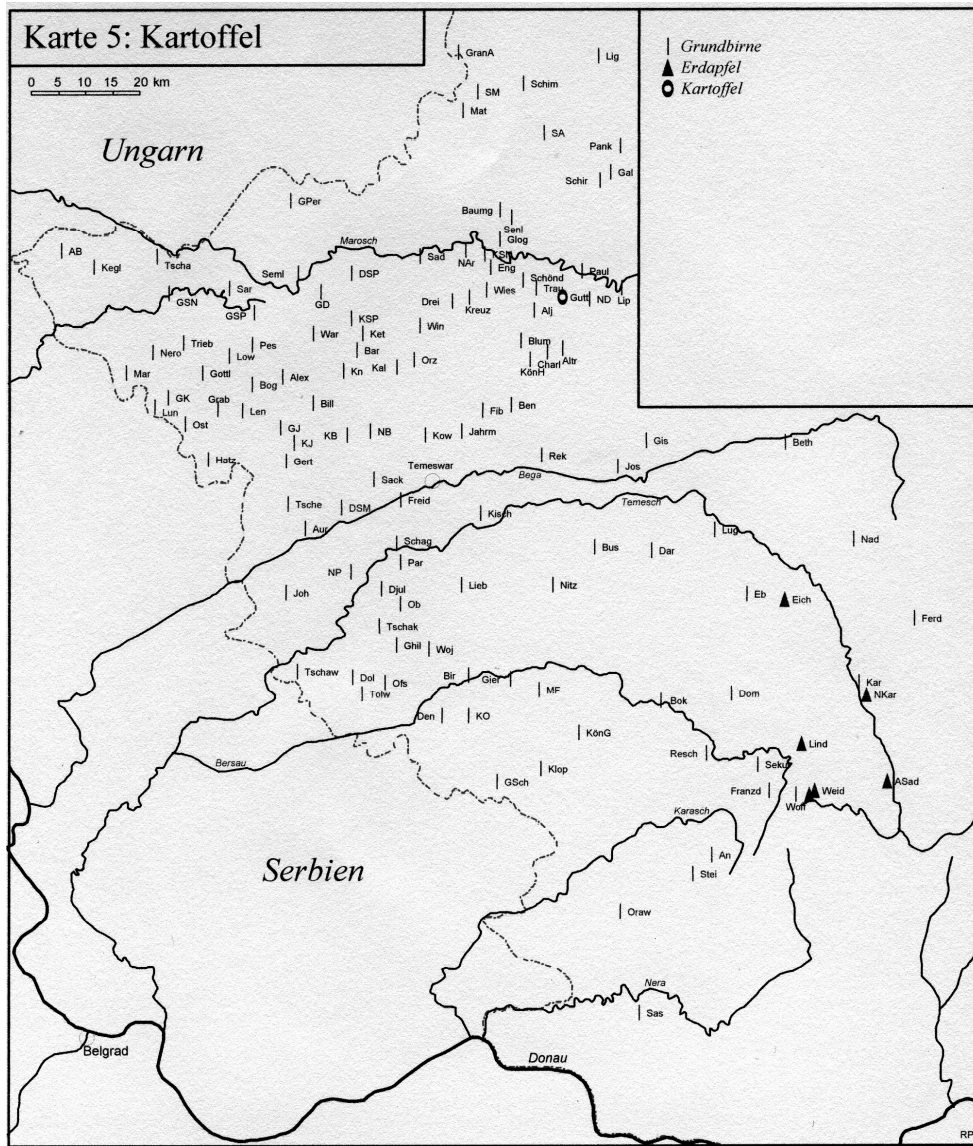 Karte 5: Kartoffel
0 5 10 15 20 km
Grundbirne
Erdapfel
Kartoffel
GranA
Lig
SM
Schim
Mat
SA
Ungarn
Pank
Gal
Schir
GPer
Baumg
Glog
Marosch
AB
Tscha
Sad
NAr
Kegl
Seml
DSP
Eng
Paul
Schönd
Sar
GSN
GD
Wies
Trau
Drei
Gutt
ND
Lip
GSP
Kreuz
Alj
KSP
Win
War
Ket
Trieb
Pes
Blum
Nero
Low
Bar
Orz
Charl
Altr
Mar
Gottl
Alex
Kn
Kal
KönH
Bog
GK
Grab
Bill
Ben
Lun
Len
Fib
Ost
GJ
KB
NB
Kow
Jahrm
KJ
Gis
Beth
Hatz
Gert
Rek
Temeswar
Bega
Jos
Sack
Tsche
DSM
Freid
Temesch
Kisch
Aur
Lug
Schag
Bus
Dar
Nad
Par
NP
Joh
Djul
Lieb
Nitz
Eb
Eich
Ob
Ferd
Tschak
Ghil
Woj
Tschaw
Dol
Ofs
Bir
Gier
Kar
Tolw
MF
Bok
Dom
NKar
Den
KO
KönG
Lind
Bersau
Resch
Klop
Seku
GSch
ASad
Franzd
Weid
Wolf
Karasch
Serbien
An
Stei
Oraw
Nera
Sas
Belgrad
Donau
RP